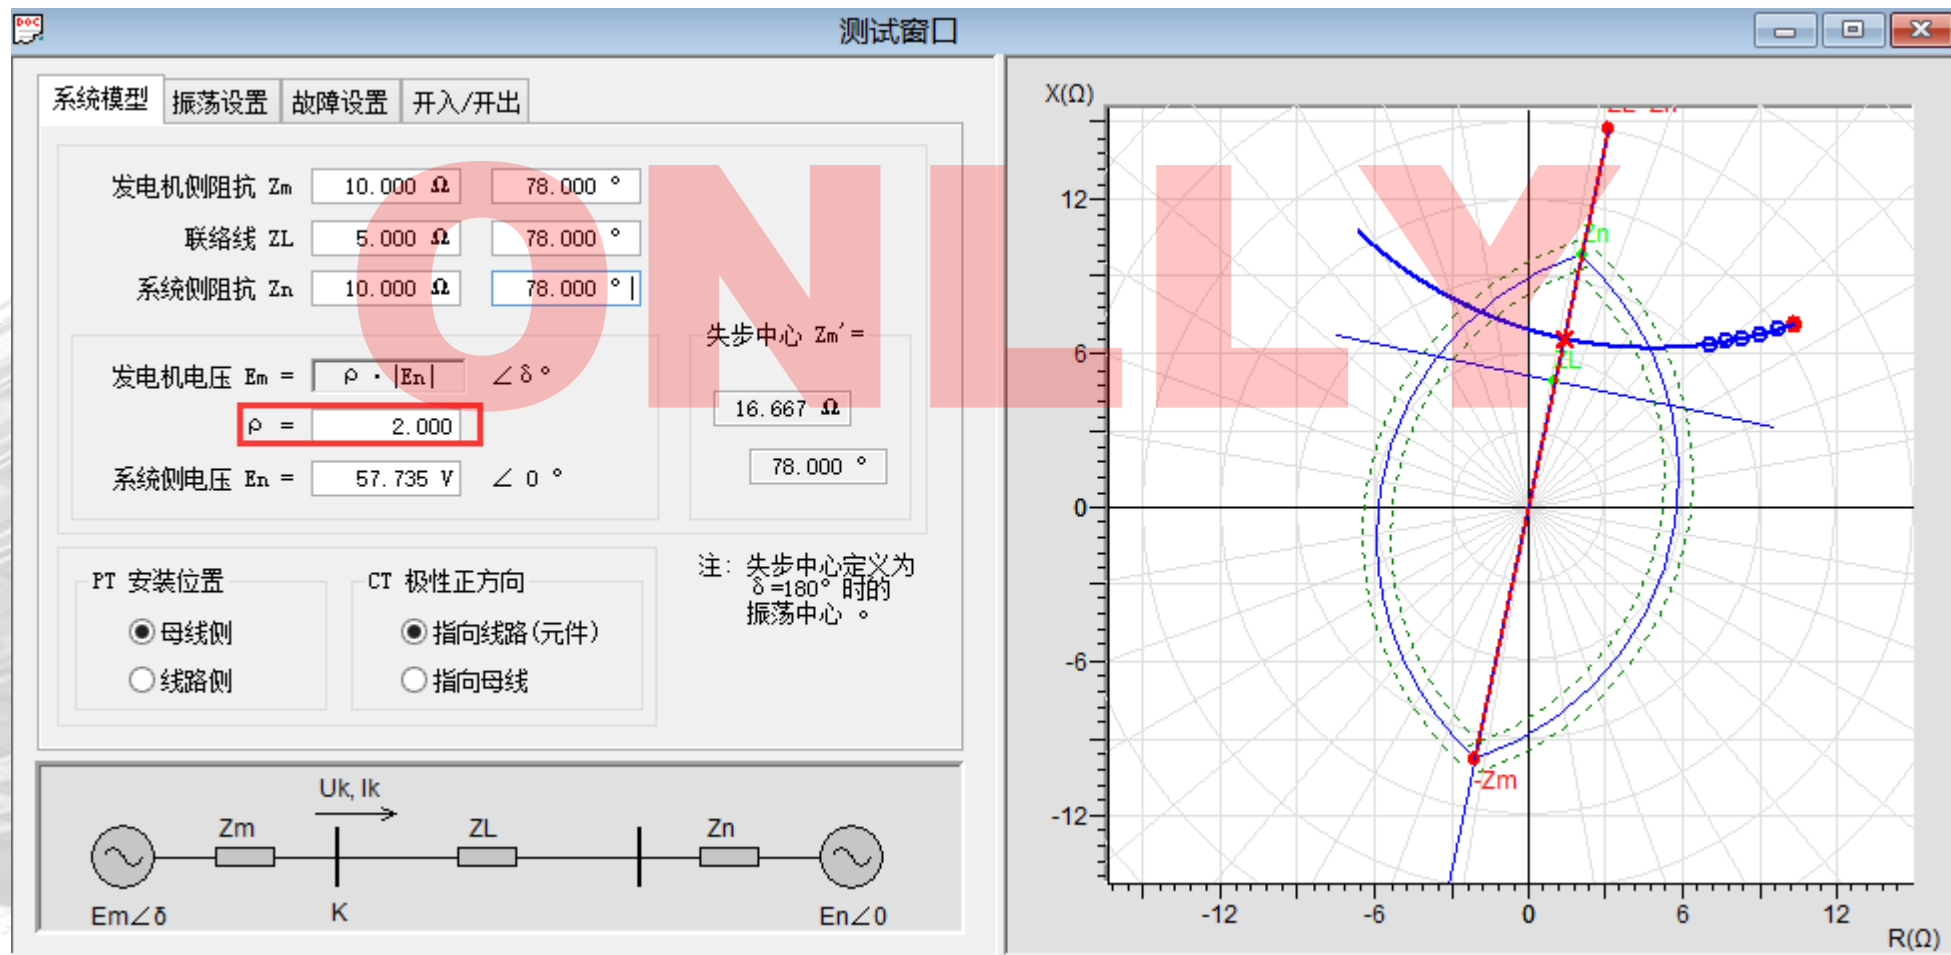 DOC
测试窗口
系统模型 振荡设置 故障设置 开入/开出
发电机侧阻抗 Zm 10.000 Ω 78.000 °
联络线 ZL 5.000 Ω 78.000 °
系统侧阻抗 Zn 10.000 Ω 78.000 °
发电机电压 Em = ρ · |En| ∠ δ °
ρ = 2.000
系统侧电压 En = 57.735 V ∠ 0 °
失步中心 Zm′=
16.667 Ω
78.000 °
PT 安装位置
母线侧
线路侧
CT 极性正方向
指向线路(元件)
指向母线
注: 失步中心定义为
δ=180° 时的
振荡中心 。
Uk, Ik
Zm ZL Zn
Em∠δ K En∠0
X(Ω)
ZL+Zn
12
Zn
6
ZL
0
-6
-Zm
-12
-12 -6 0 6 12
R(Ω)
ONLLY